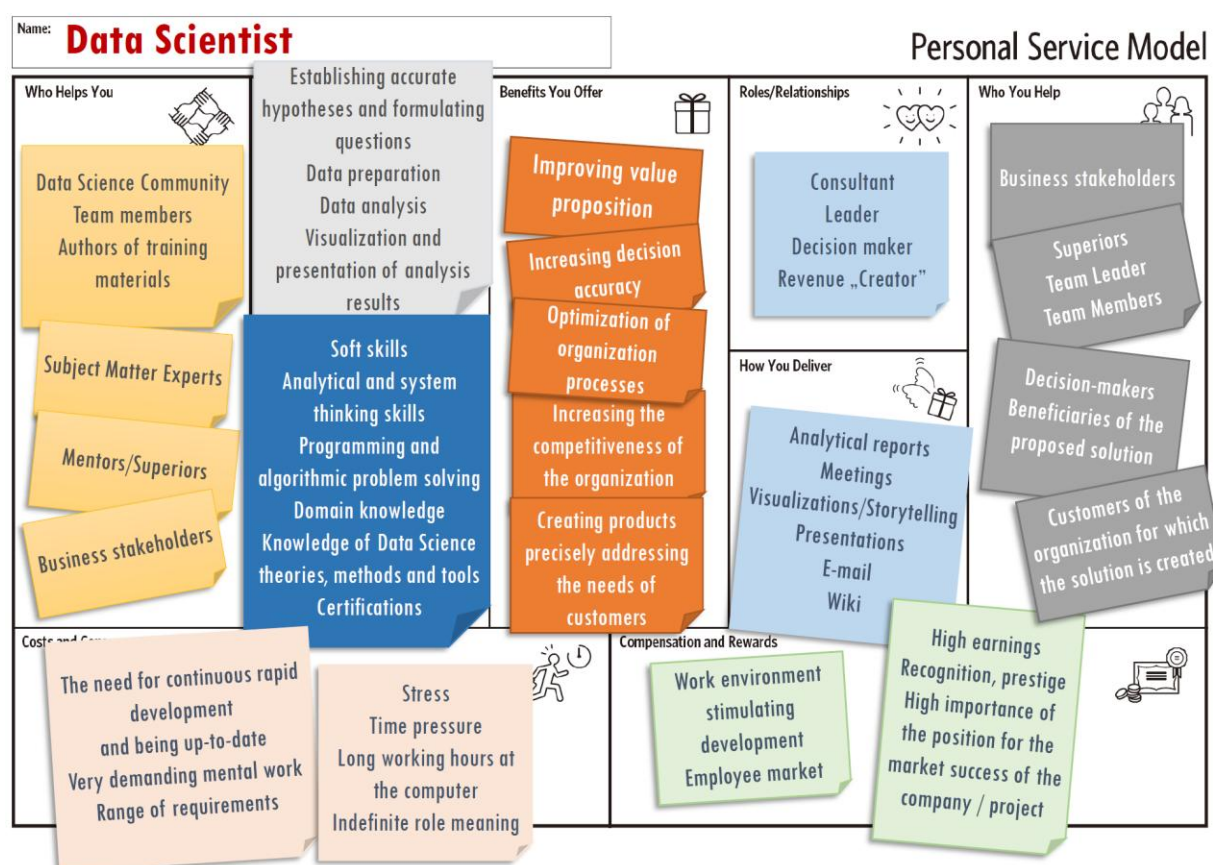 Name: Data Scientist
Personal Service Model
Who Helps You
Data Science Community
Team members
Authors of training
materials
Subject Matter Experts
Mentors/Superiors
Business stakeholders
Establishing accurate
hypotheses and formulating
questions
Data preparation
Data analysis
Visualization and
presentation of analysis
results
Soft skills
Analytical and system
thinking skills
Programming and
algorithmic problem solving
Domain knowledge
Knowledge of Data Science
theories, methods and tools
Certifications
Benefits You Offer
Improving value
proposition
Increasing decision
accuracy
Optimization of
organization
processes
Increasing the
competitiveness of
the organization
Creating products
precisely addressing
the needs of
customers
Roles/Relationships
Consultant
Leader
Decision maker
Revenue „Creator”
How You Deliver
Analytical reports
Meetings
Visualizations/Storytelling
Presentations
E-mail
Wiki
Who You Help
Business stakeholders
Superiors
Team Leader
Team Members
Decision-makers
Beneficiaries of the
proposed solution
Customers of the
organization for which
the solution is created
Costs and
The need for continuous rapid
development
and being up-to-date
Very demanding mental work
Range of requirements
Stress
Time pressure
Long working hours at
the computer
Indefinite role meaning
Compensation and Rewards
Work environment
stimulating
development
Employee market
High earnings
Recognition, prestige
High importance of
the position for the
market success of the
company / project